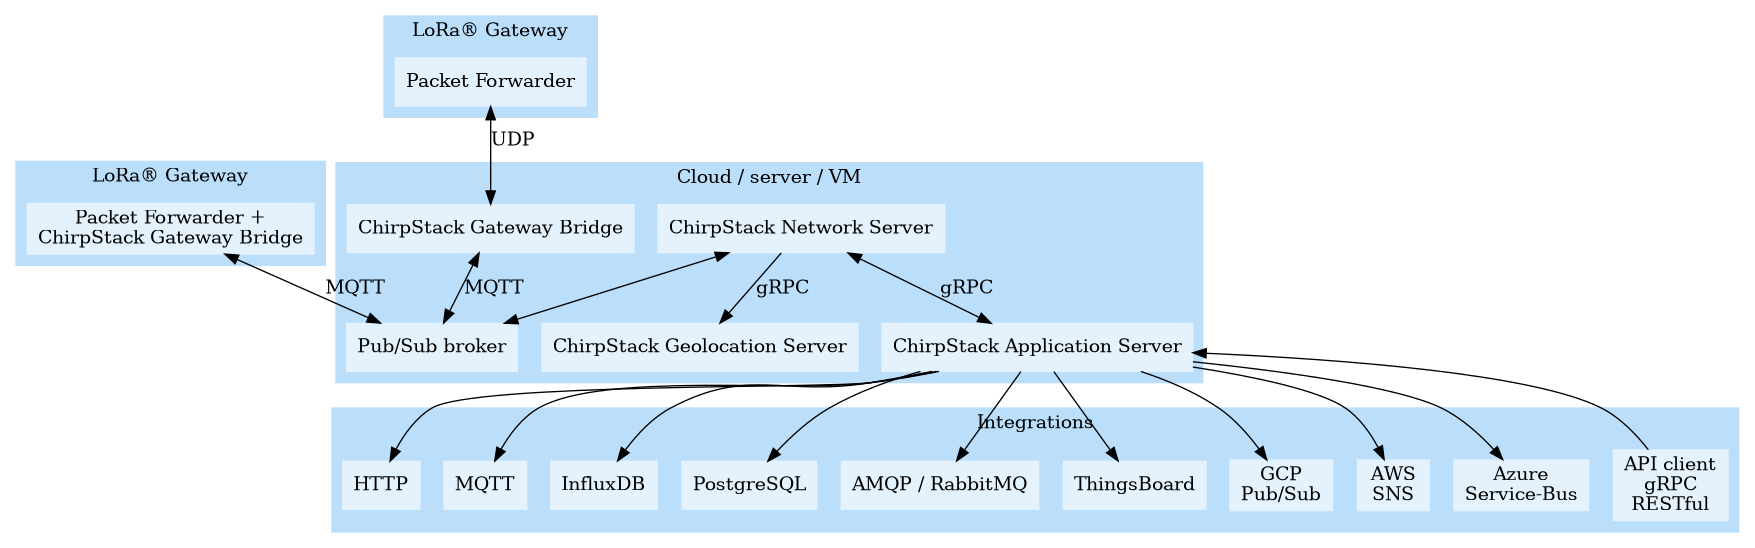 LoRa® Gateway
Packet Forwarder
UDP
LoRa® Gateway
Packet Forwarder +
ChirpStack Gateway Bridge
Cloud / server / VM
ChirpStack Gateway Bridge
ChirpStack Network Server
MQTT
MQTT
gRPC
gRPC
Pub/Sub broker
ChirpStack Geolocation Server
ChirpStack Application Server
Integrations
HTTP
MQTT
InfluxDB
PostgreSQL
AMQP / RabbitMQ
ThingsBoard
GCP
Pub/Sub
AWS
SNS
Azure
Service-Bus
API client
gRPC
RESTful